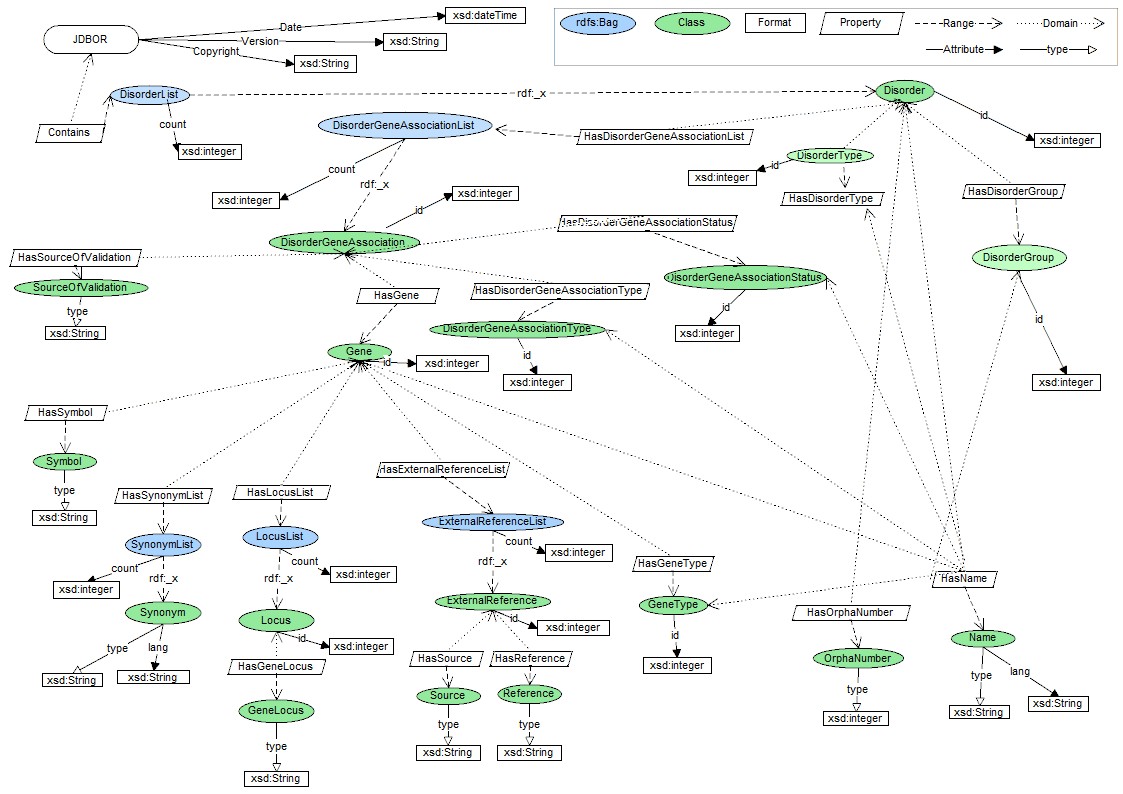 Date
xsd:dateTime
JDBOR
Version
xsd:String
Copyright
xsd:String
rdfs:Bag
Class
Format
Property
Range
Domain
Attribute
type
DisorderList
rdf:_x
Disorder
Contains
count
xsd:integer
DisorderGeneAssociationList
HasDisorderGeneAssociationList
id
xsd:integer
count
xsd:integer
rdf:_x
DisorderType
id
xsd:integer
HasDisorderType
HasDisorderGroup
id
xsd:integer
DisorderGeneAssociation
HasDisorderGeneAssociationStatus
HasSourceOfValidation
DisorderGroup
SourceOfValidation
type
xsd:String
HasGene
HasDisorderGeneAssociationType
DisorderGeneAssociationStatus
id
xsd:integer
DisorderGeneAssociationType
id
xsd:integer
id
xsd:integer
Gene
id
xsd:integer
HasSymbol
Symbol
type
xsd:String
HasSynonymList
HasLocusList
HasExternalReferenceList
SynonymList
count
xsd:integer
rdf:_x
Synonym
type
xsd:String
lang
xsd:String
LocusList
count
xsd:integer
rdf:_x
Locus
id
xsd:integer
HasGeneLocus
GeneLocus
type
xsd:String
ExternalReferenceList
count
xsd:integer
rdf:_x
ExternalReference
id
xsd:integer
HasSource
HasReference
Source
Reference
type
type
xsd:String
xsd:String
HasGeneType
GeneType
id
xsd:integer
HasName
HasOrphaNumber
OrphaNumber
type
xsd:integer
Name
type
lang
xsd:String
xsd:String